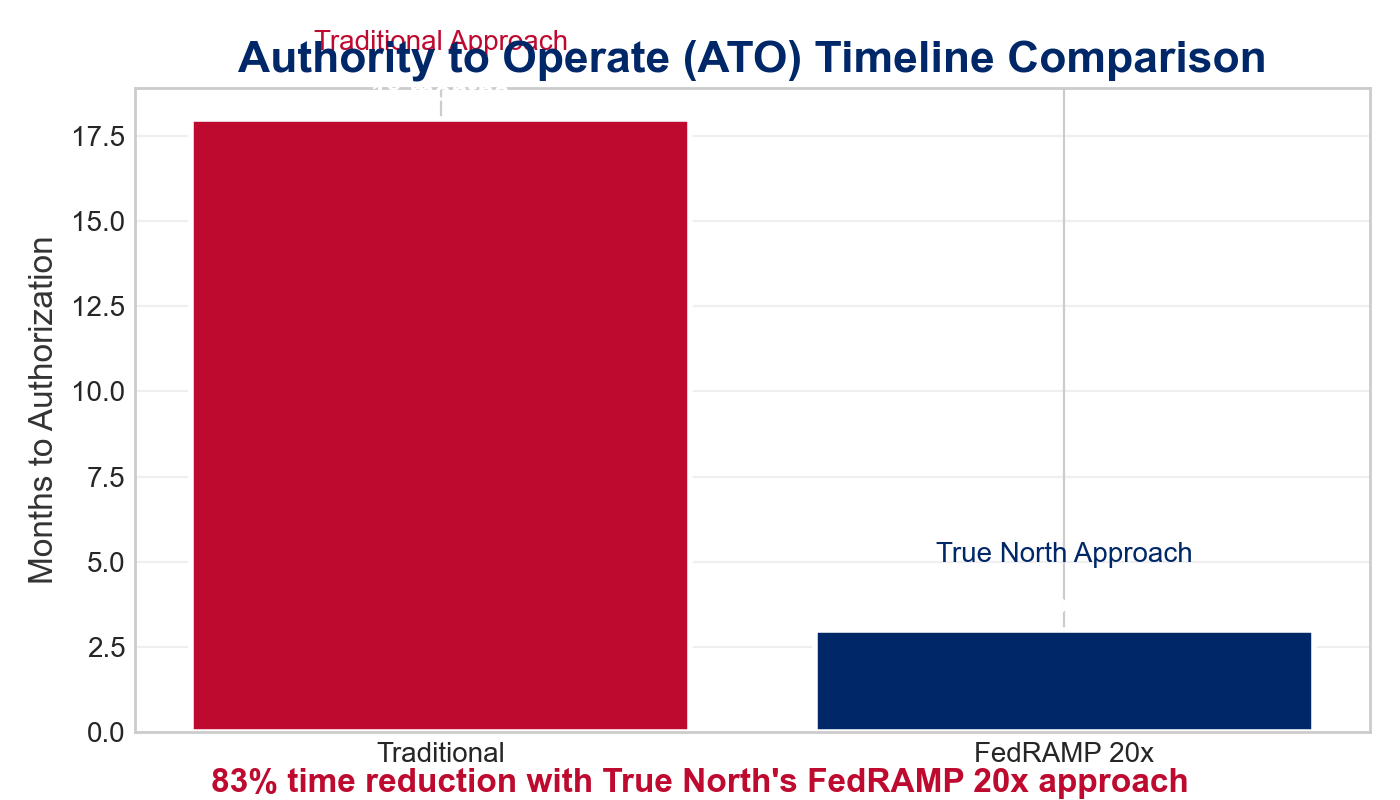 Traditional Approach
Authority to Operate (ATO) Timeline Comparison
17.5
15.0
12.5
10.0
7.5
5.0
2.5
0.0
Months to Authorization
True North Approach
Traditional
FedRAMP 20x
83% time reduction with True North's FedRAMP 20x approach